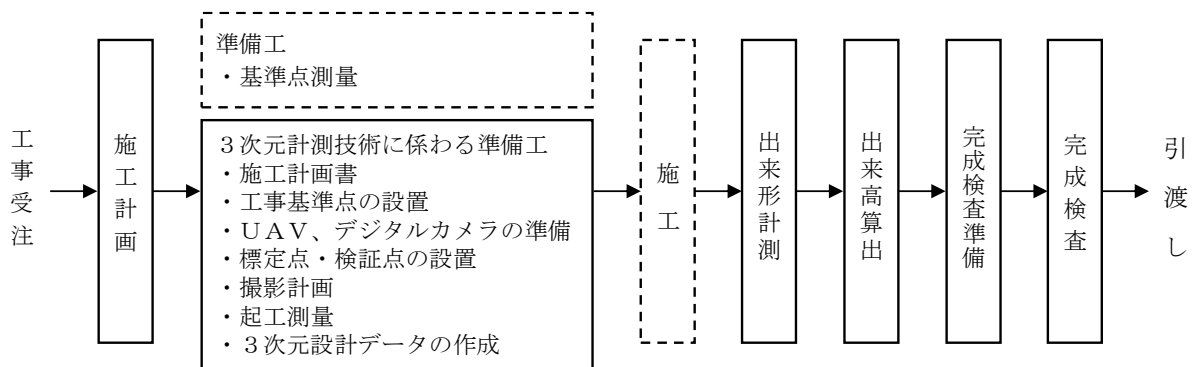 工事受注
施工計画
準備工
・基準点測量
３次元計測技術に係わる準備工
・施工計画書
・工事基準点の設置
・ＵＡＶ、デジタルカメラの準備
・標定点・検証点の設置
・撮影計画
・起工測量
・３次元設計データの作成
施工
出来形計測
出来高算出
完成検査準備
完成検査
引渡し